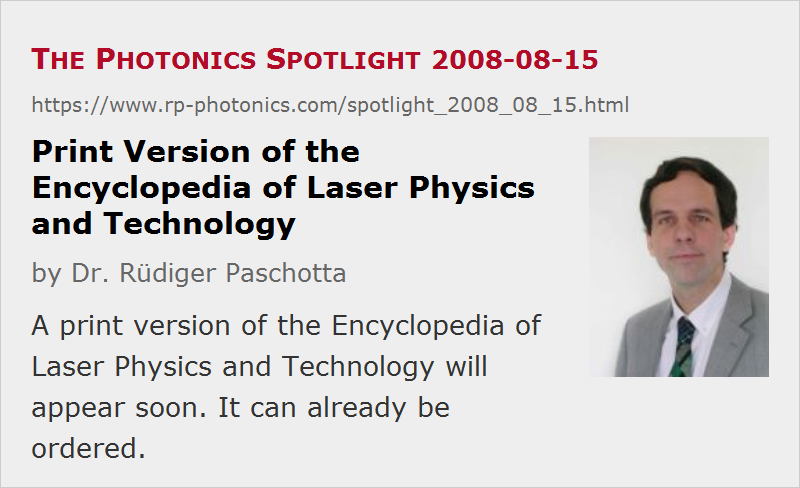 THE PHOTONICS SPOTLIGHT 2008-08-15
https://www.rp-photonics.com/spotlight_2008_08_15.html
Print Version of the
Encyclopedia of Laser Physics
and Technology
by Dr. Rüdiger Paschotta
A print version of the Encyclopedia of
Laser Physics and Technology will
appear soon. It can already be
ordered.